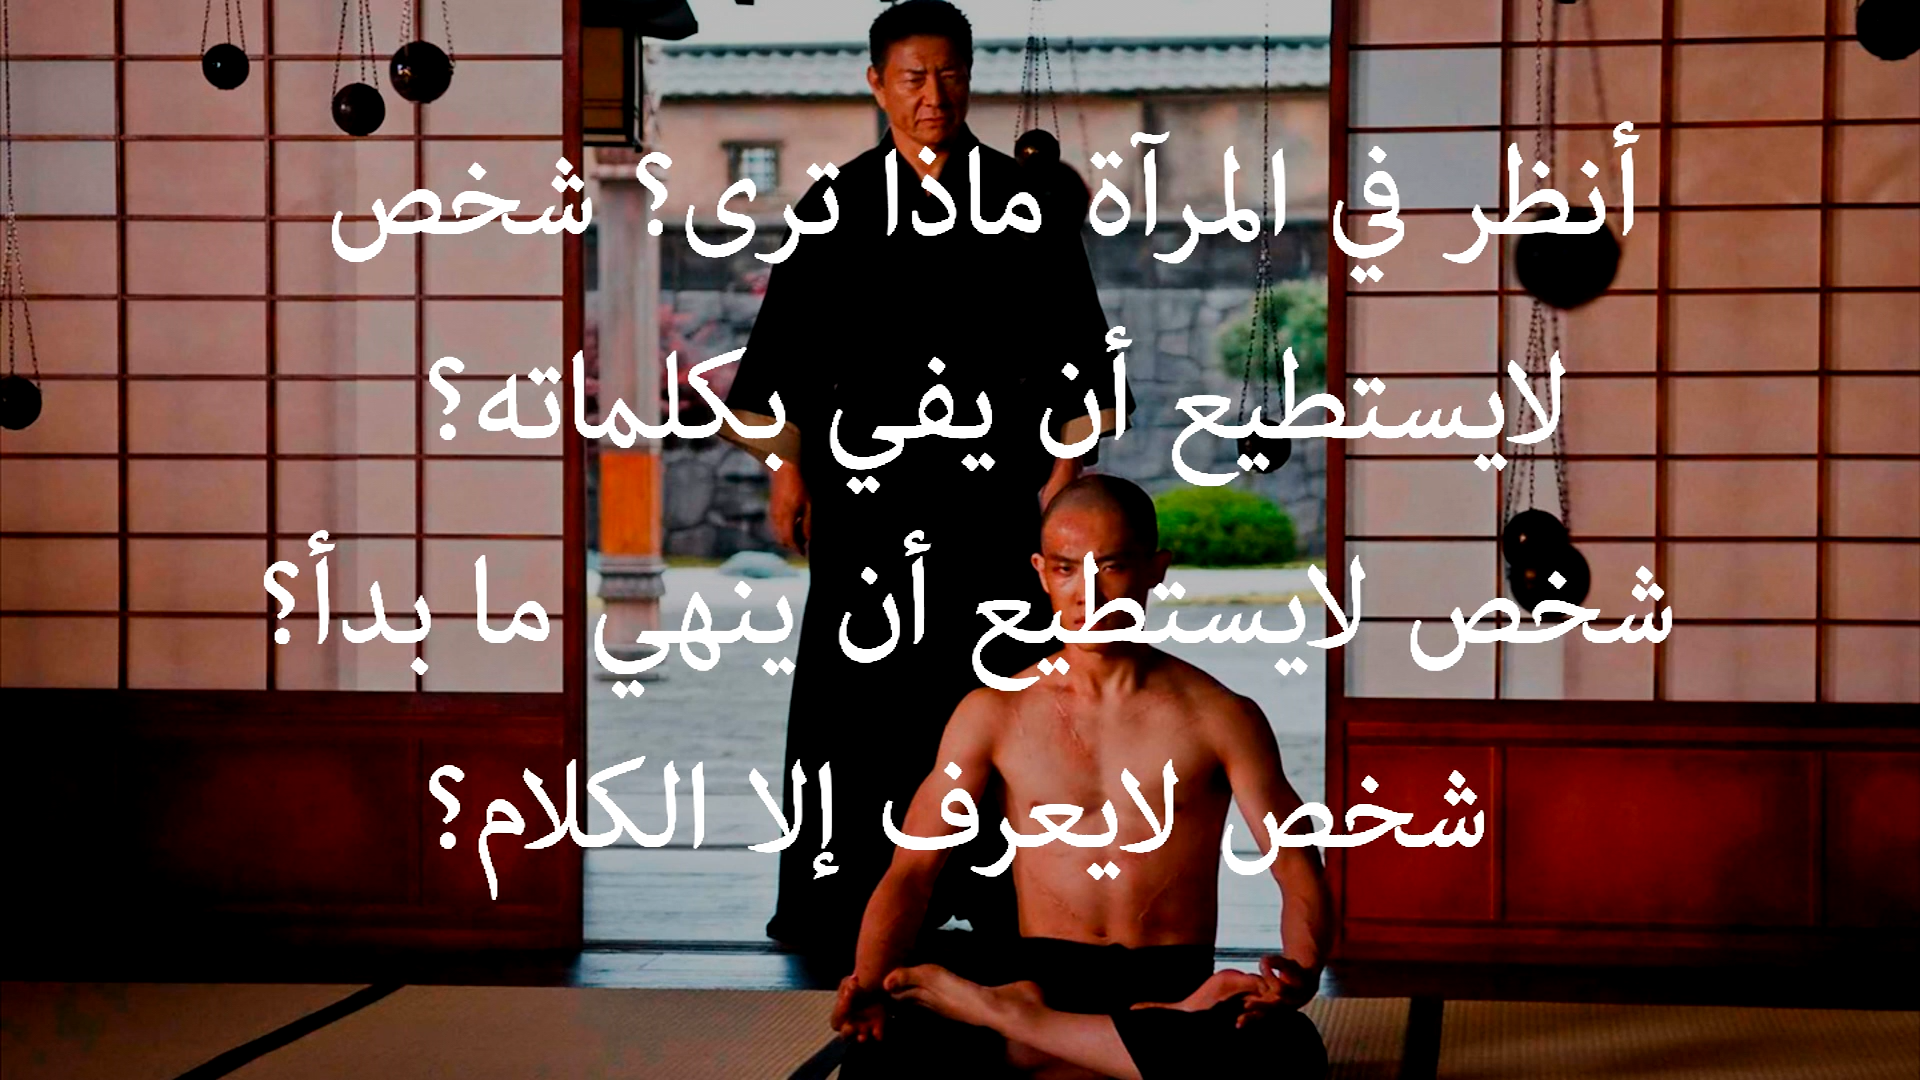 أنظر في المرآة ماذا ترى؟ شخص
لايستطيع أن يفي بكلماته؟
شخص لايستطيع أن ينهي ما بدأ؟
شخص لايعرف إلا الكلام؟